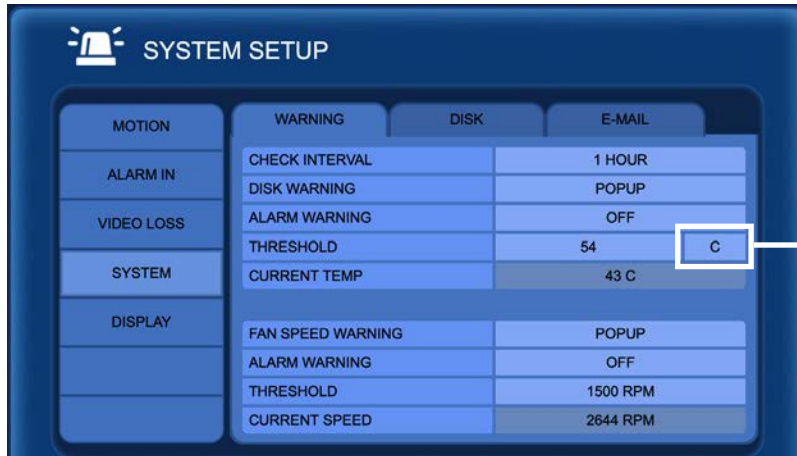 SYSTEM SETUP
MOTION
ALARM IN
VIDEO LOSS
SYSTEM
DISPLAY
WARNING DISK E-MAIL
CHECK INTERVAL 1 HOUR
DISK WARNING POPUP
ALARM WARNING OFF
THRESHOLD 54 C
CURRENT TEMP 43 C
FAN SPEED WARNING POPUP
ALARM WARNING OFF
THRESHOLD 1500 RPM
CURRENT SPEED 2644 RPM